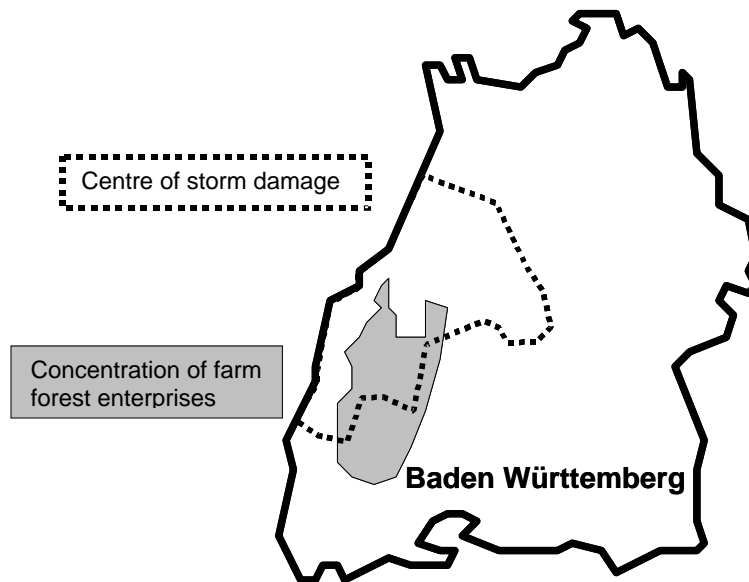 Centre of storm damage
Concentration of farm
forest enterprises
Baden Württemberg